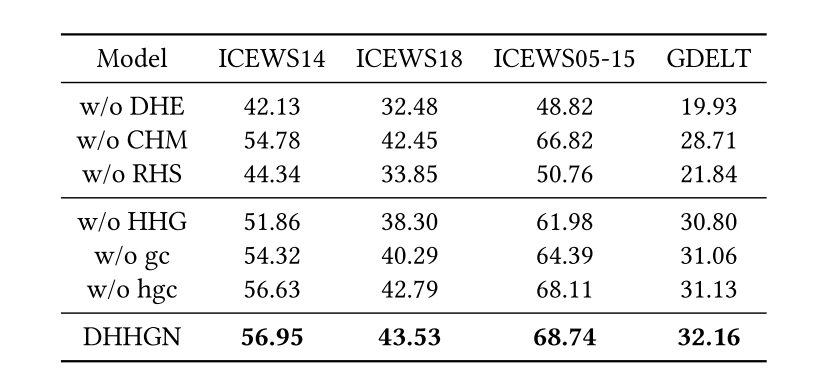 Model ICEWS14 ICEWS18 ICEWS05-15 GDELT
w/o DHE 42.13 32.48 48.82 19.93
w/o CHM 54.78 42.45 66.82 28.71
w/o RHS 44.34 33.85 50.76 21.84
w/o HHG 51.86 38.30 61.98 30.80
w/o gc 54.32 40.29 64.39 31.06
w/o hgc 56.63 42.79 68.11 31.13
DHHGN 56.95 43.53 68.74 32.16